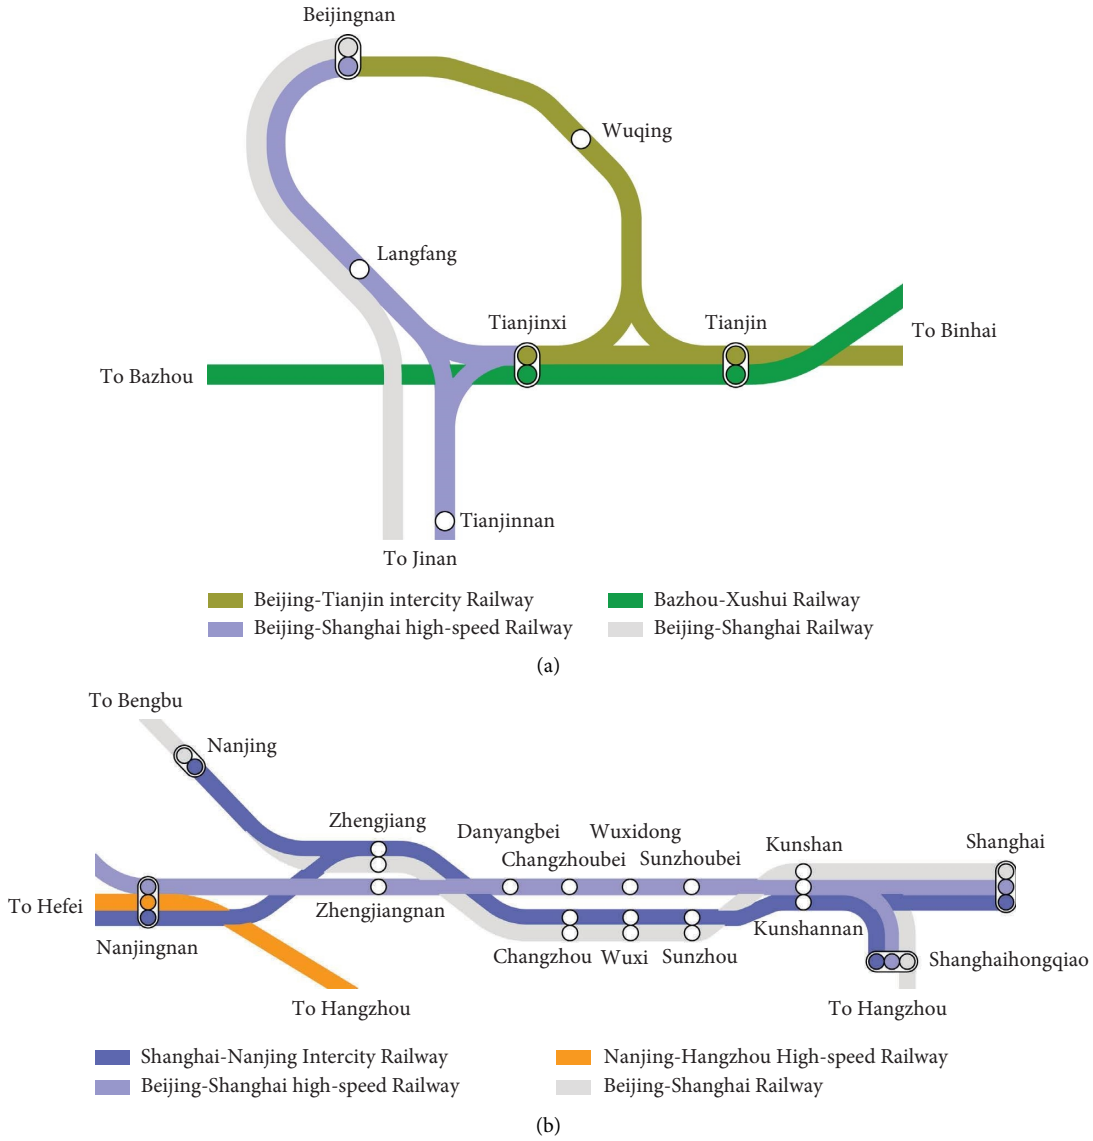 Beijingnan
Wuqing
Langfang
Tianjinxi
Tianjin
To Binhai
To Bazhou
Tianjinnan
To Jinan
Beijing-Tianjin intercity Railway
Bazhou-Xushui Railway
Beijing-Shanghai high-speed Railway
Beijing-Shanghai Railway
(a)
To Bengbu
Nanjing
Zhengjiang
Danyangbei
Wuxidong
Kunshan
Shanghai
Changzhoubei
Sunzhoubei
To Hefei
Zhengjiangnan
Nanjingnan
Kunshannan
Changzhou
Wuxi
Sunzhou
Shanghaihongqiao
To Hangzhou
To Hangzhou
Shanghai-Nanjing Intercity Railway
Nanjing-Hangzhou High-speed Railway
Beijing-Shanghai high-speed Railway
Beijing-Shanghai Railway
(b)